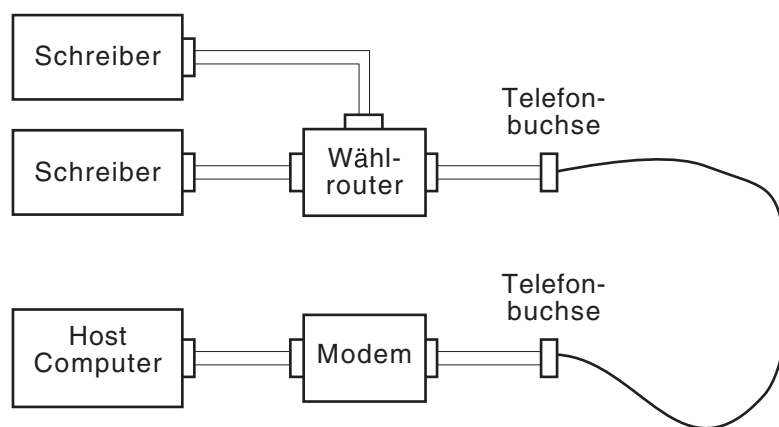 Schreiber
Schreiber
Wähl-
router
Telefon-
buchse
Host
Computer
Modem
Telefon-
buchse